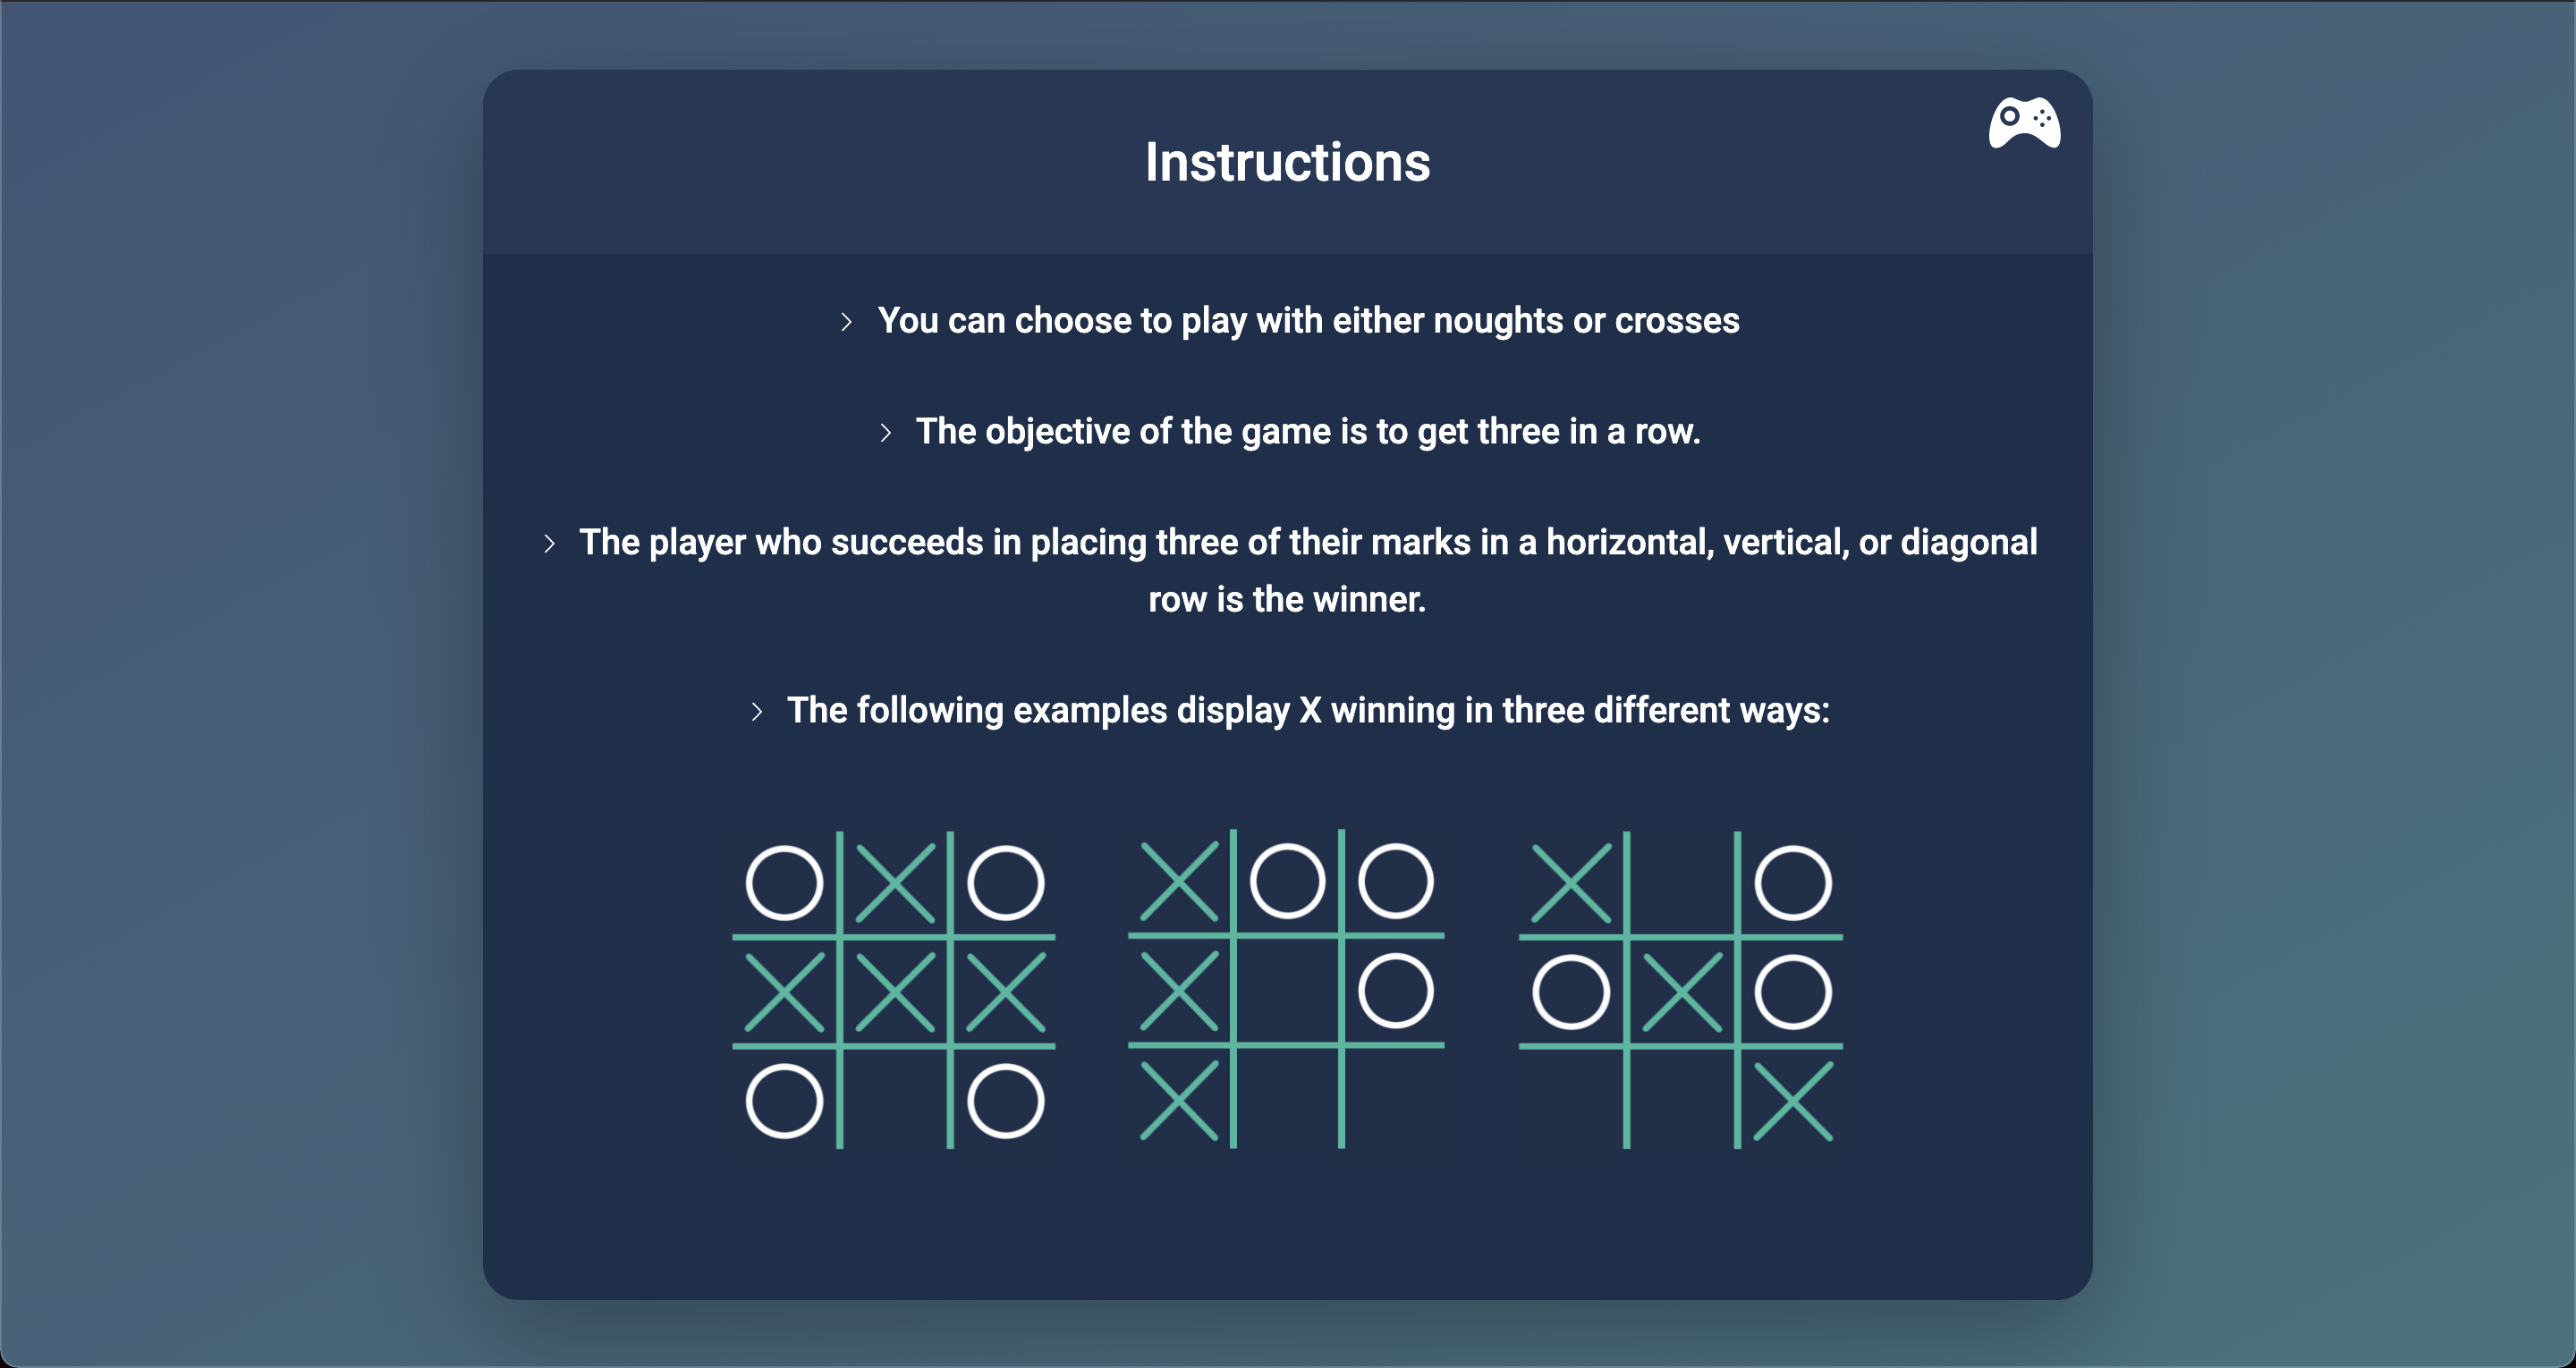 Instructions
You can choose to play with either noughts or crosses
The objective of the game is to get three in a row.
The player who succeeds in placing three of their marks in a horizontal, vertical, or diagonal
row is the winner.
The following examples display X winning in three different ways: